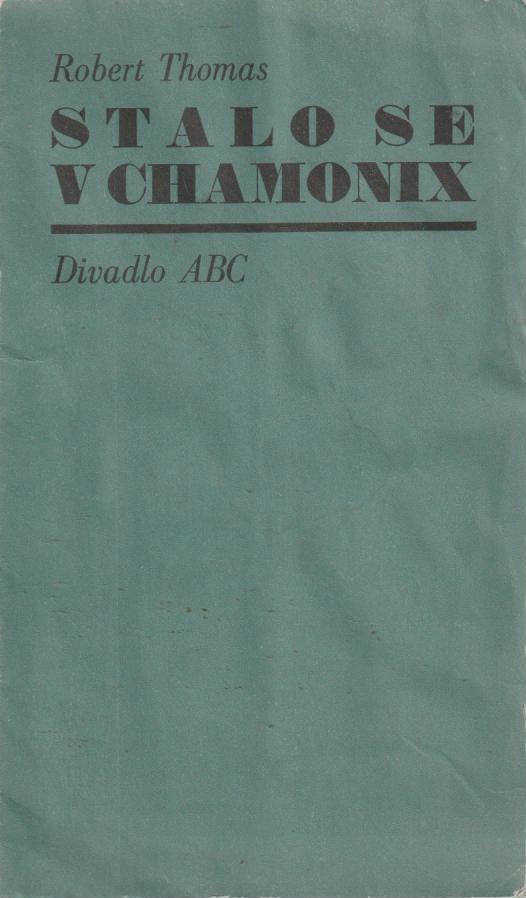 Robert Thomas
STALO SE
V CHAMONIX
Divadlo ABC